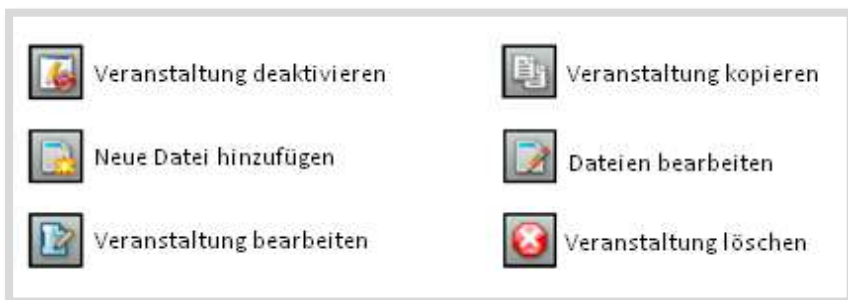 Veranstaltung deaktivieren
Veranstaltung kopieren
Neue Datei hinzufügen
Dateien bearbeiten
Veranstaltung bearbeiten
Veranstaltung löschen